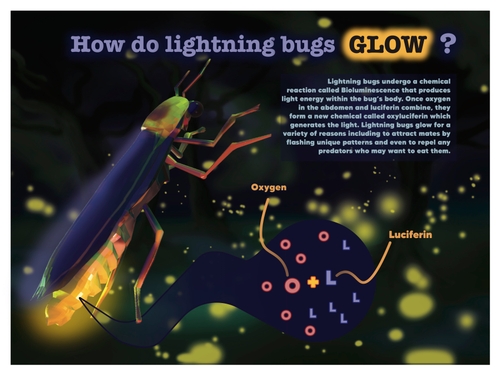 How do lightning bugs GLOW ?
Lightning bugs undergo a chemical
reaction called Bioluminescence that produces
light energy within the bug's body. Once oxygen
in the abdomen and luciferin combine, they
form a new chemical called oxyluciferin which
generates the light. Lightning bugs glow for a
variety of reasons including to attract mates by
flashing unique patterns and even to repel any
predators who may want to eat them.
Oxygen
Luciferin